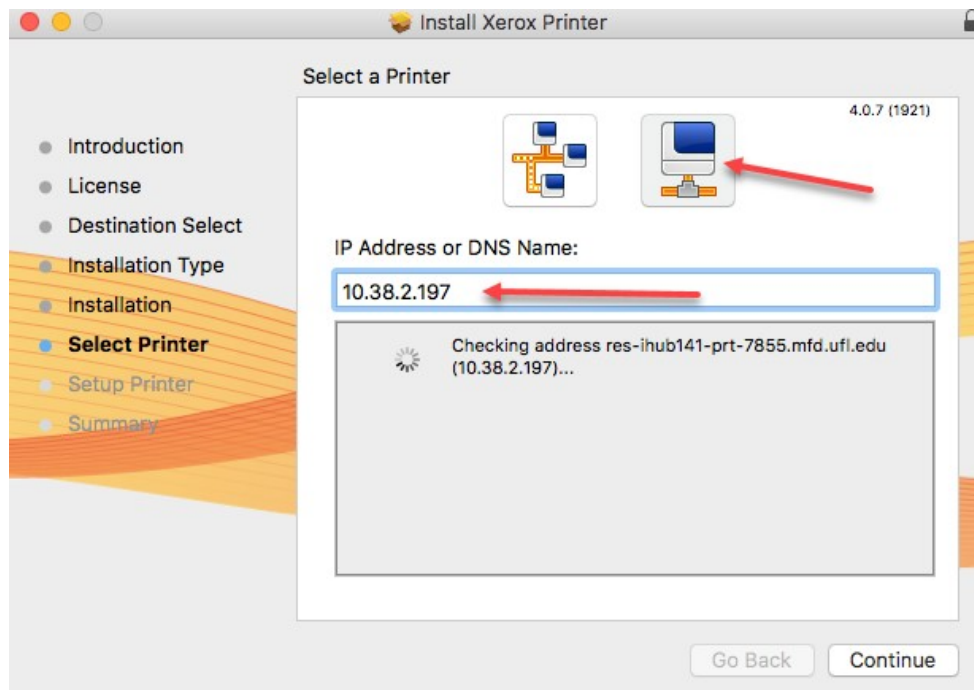 Install Xerox Printer
Select a Printer
4.0.7 (1921)
Introduction
License
Destination Select
Installation Type
Installation
Select Printer
Setup Printer
Summary
IP Address or DNS Name:
10.38.2.197
Checking address res-ihub141-prt-7855.mfd.ufl.edu
(10.38.2.197)...
Go Back
Continue